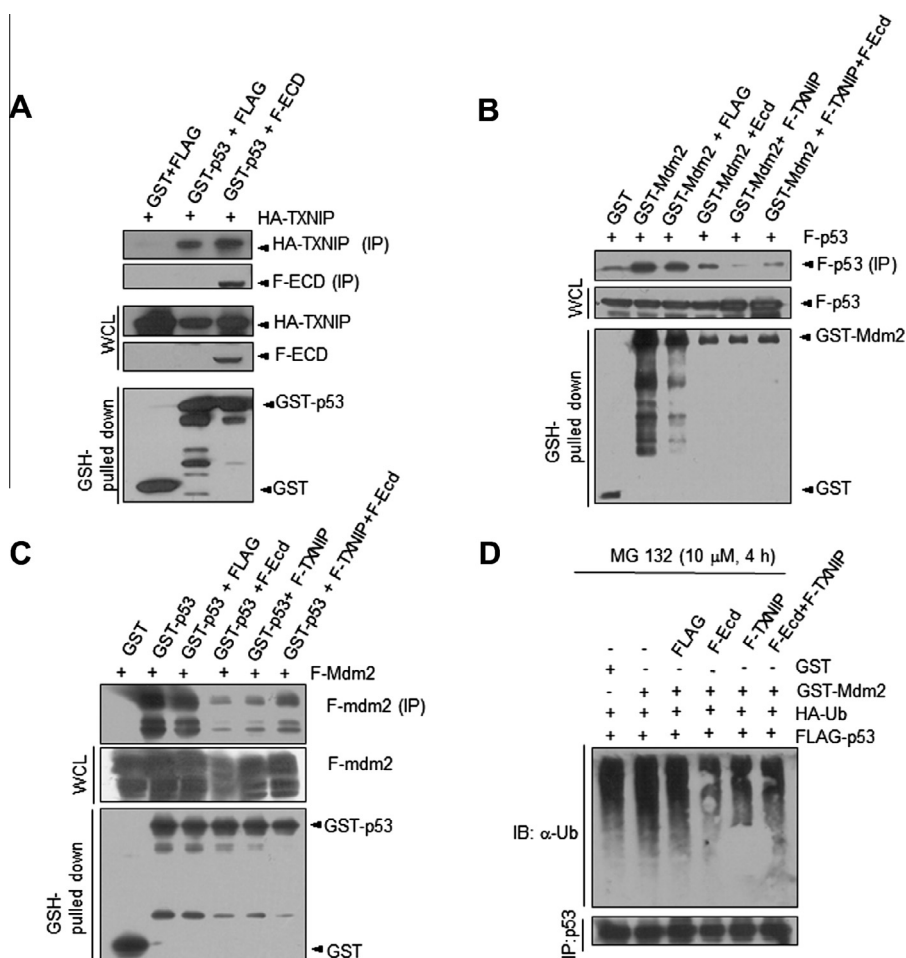 A
GST+FLAG
GST-p53 + FLAG
GST-p53 + F-ECD
+ + + HA-TXNIP
HA-TXNIP (IP)
F-ECD (IP)
WCL
HA-TXNIP
F-ECD
GSH-
pulled down
GST-p53
GST
B
GST
GST-Mdm2
GST-Mdm2 + FLAG
GST-Mdm2 +Ecd
GST-Mdm2+ F-TXNIP
GST-Mdm2 + F-TXNIP+F-Ecd
+ + + + + + F-p53
F-p53 (IP)
WCL
F-p53
GSH-
pulled down
GST-Mdm2
GST
C
GST
GST-p53
GST-p53 + FLAG
GST-p53 +F-Ecd
GST-p53+ F-TXNIP
GST-p53 + F-TXNIP+F-Ecd
+ + + + + + F-Mdm2
F-mdm2 (IP)
WCL
F-mdm2
GSH-
pulled down
GST-p53
GST
D
MG 132 (10 µM, 4 h)
FLAG
F-Ecd
F-TXNIP
F-Ecd+F-TXNIP
- - - - - -
+ - - - - - GST
- + + + + + GST-Mdm2
+ + + + + + HA-Ub
+ + + + + + FLAG-p53
IB: α-Ub
IP:p53